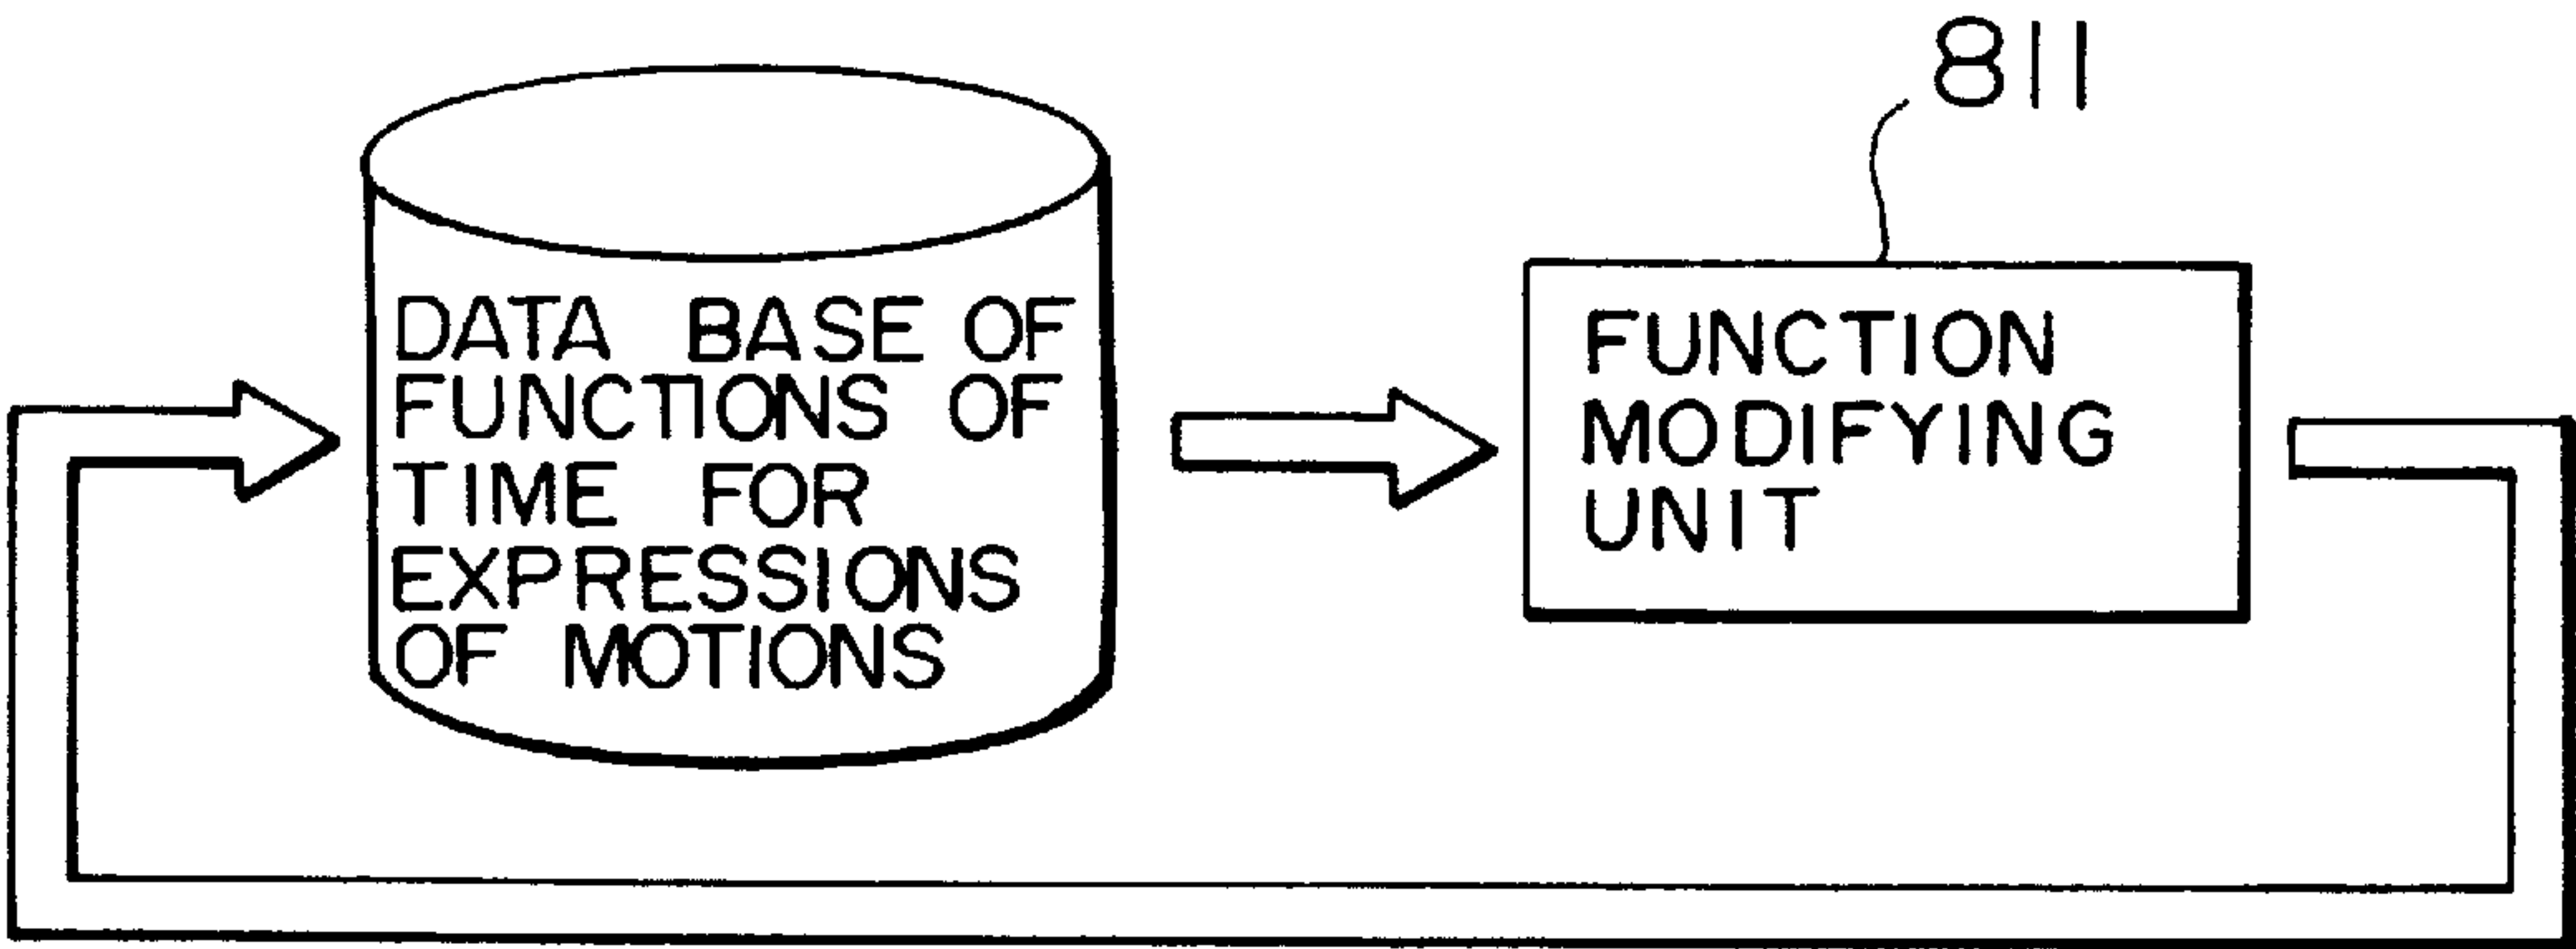 811
DATA BASE OF
FUNCTIONS OF
TIME FOR
EXPRESSIONS
OF MOTIONS
FUNCTION
MODIFYING
UNIT